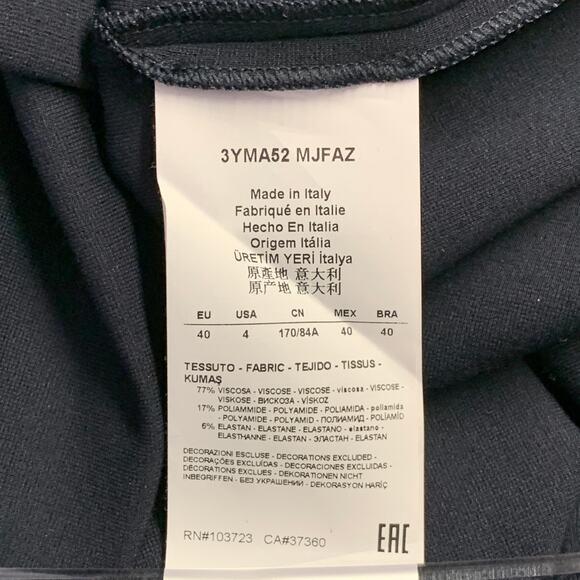 3YMA52 MJFAZ
Made in Italy
Fabriqué en Italie
Hecho En Italia
Origem Itália
ÜRETİM YERİ İtalya
原產地 意大利
原产地 意大利
EU USA CN MEX BRA
40 4 170/84A 40 40
TESSUTO - FABRIC - TEJIDO - TISSUS -
KUMAŞ
77% VISCOSA - VISCOSE - VISCOSE - viscosa - VISCOSE -
VISKOSE - ВИСКОЗА - VİSKOZ
17% POLIAMMIDE - POLYAMIDE - POLIAMIDA - poliamida
- POLYAMIDE - POLYAMID - ПОЛИАМИД - POLİAMİD
6% ELASTAN - ELASTANE - ELASTANO - elastano -
ELASTHANNE - ELASTAN - ЭЛАСТАН - ELASTAN
DECORAZIONI ESCLUSE - DECORATIONS EXCLUDED -
DECORAÇÕES EXCLUÍDAS - DECORACIONES EXCLUIDAS -
DÉCORATIONS EXCLUES - DEKORATIONEN NICHT
INBEGRIFFEN - БЕЗ УКРАШЕНИЙ - DEKORASYON HARİÇ
RN#103723 CA#37360 EAC